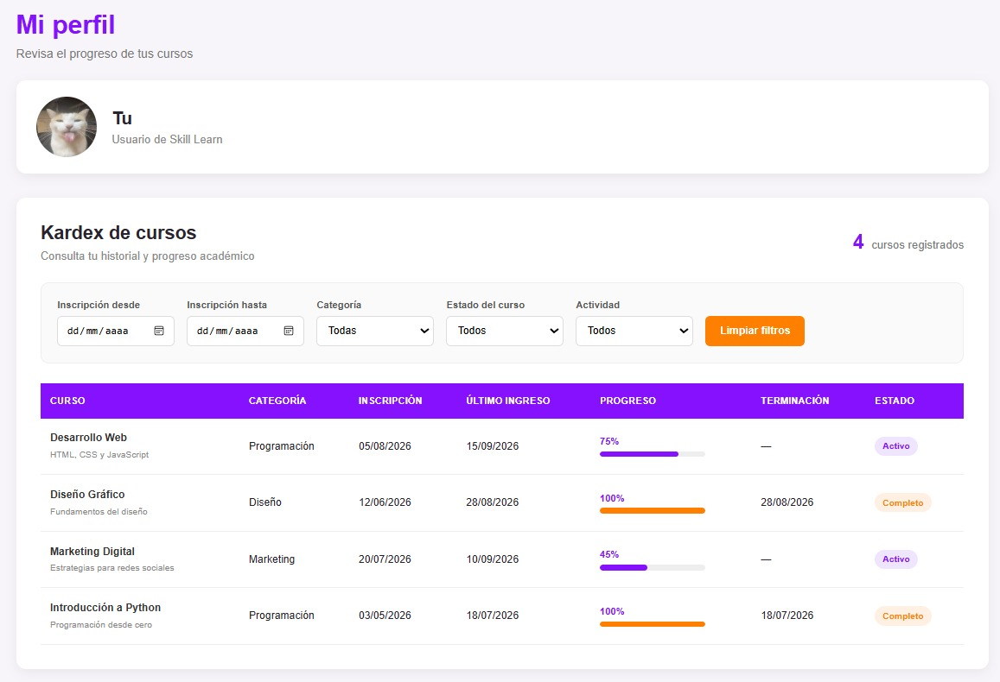 Mi perfil
Revisa el progreso de tus cursos
Tu
Usuario de Skill Learn
Kardex de cursos
Consulta tu historial y progreso académico
4 cursos registrados
Inscripción desde Inscripción hasta Categoría Estado del curso Actividad
dd/mm/aaaa dd/mm/aaaa Todas Todos Todos Limpiar filtros
CURSO CATEGORÍA INSCRIPCIÓN ÚLTIMO INGRESO PROGRESO TERMINACIÓN ESTADO
Desarrollo Web
HTML, CSS y JavaScript
Programación 05/08/2026 15/09/2026 75% — Activo
Diseño Gráfico
Fundamentos del diseño
Diseño 12/06/2026 28/08/2026 100% 28/08/2026 Completo
Marketing Digital
Estrategias para redes sociales
Marketing 20/07/2026 10/09/2026 45% — Activo
Introducción a Python
Programación desde cero
Programación 03/05/2026 18/07/2026 100% 18/07/2026 Completo